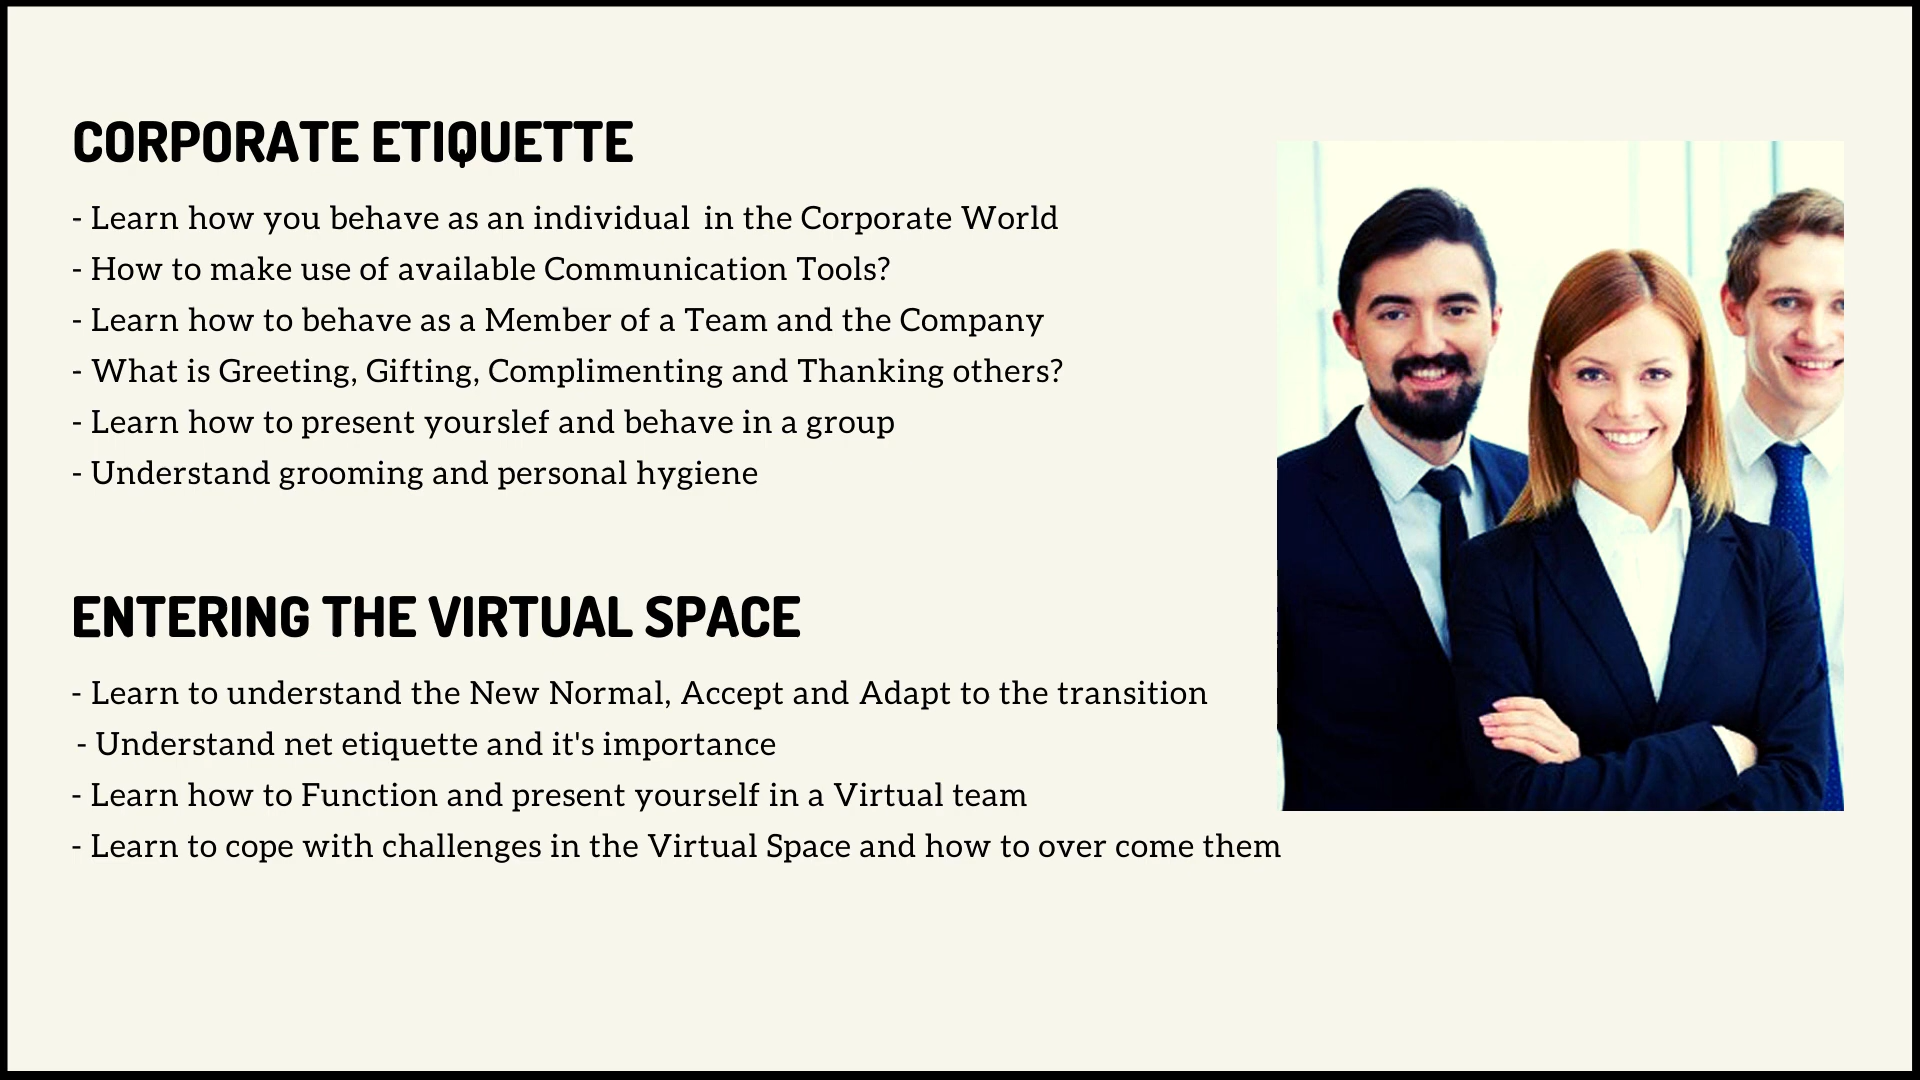 CORPORATE ETIQUETTE
- Learn how you behave as an individual in the Corporate World
- How to make use of available Communication Tools?
- Learn how to behave as a Member of a Team and the Company
- What is Greeting, Gifting, Complimenting and Thanking others?
- Learn how to present yourslef and behave in a group
- Understand grooming and personal hygiene
ENTERING THE VIRTUAL SPACE
- Learn to understand the New Normal, Accept and Adapt to the transition
- Understand net etiquette and it's importance
- Learn how to Function and present yourself in a Virtual team
- Learn to cope with challenges in the Virtual Space and how to over come them